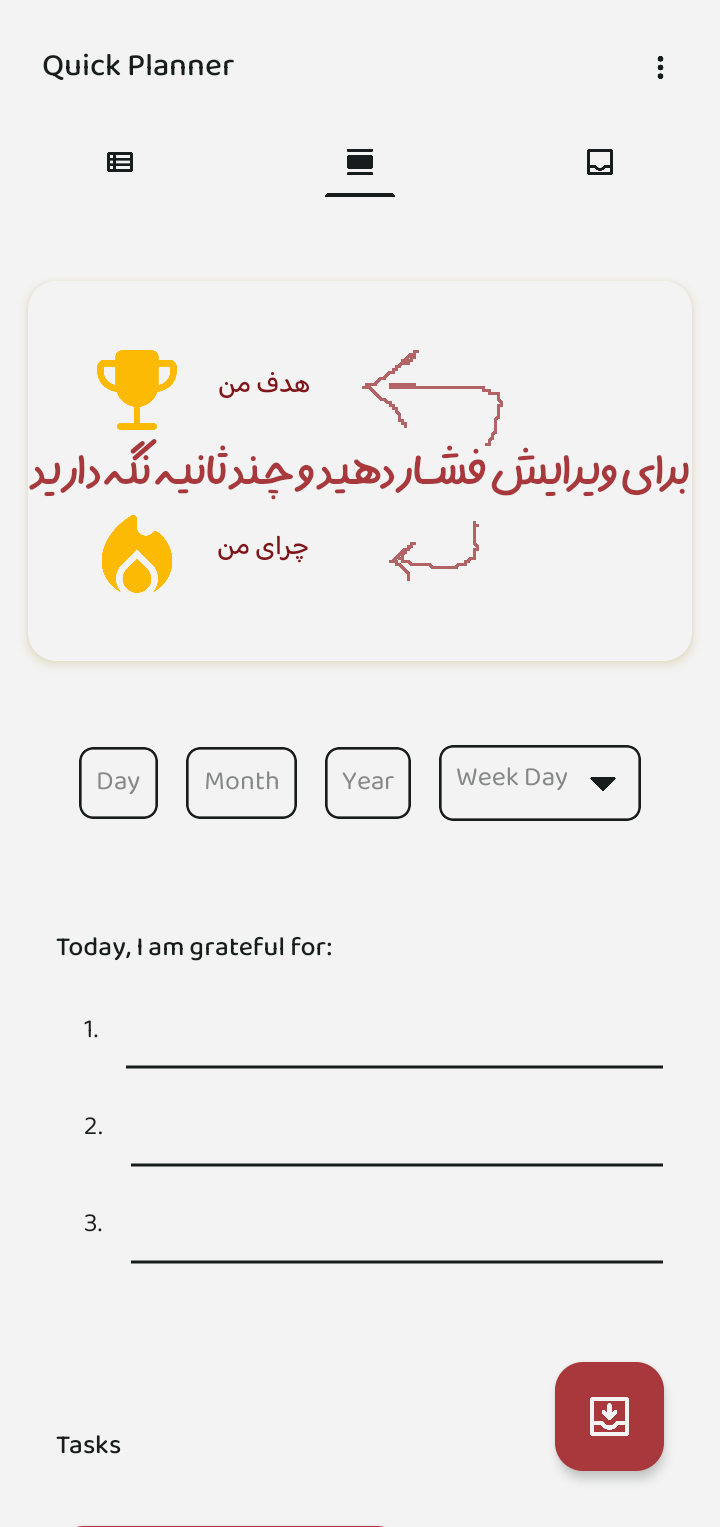 Quick Planner
هدف من
برای ویرایش فشار دهید و چند ثانیه نگه دارید
چرای من
Day Month Year Week Day
Today, I am grateful for:
1.
2.
3.
Tasks